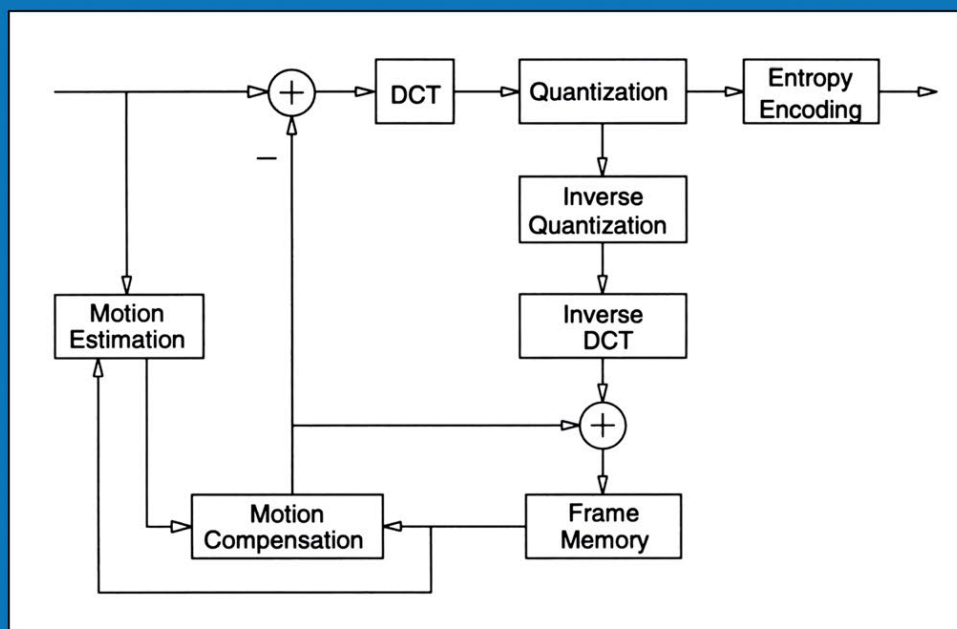 +
DCT
Quantization
Entropy
Encoding
−
Inverse
Quantization
Motion
Estimation
Inverse
DCT
+
Motion
Compensation
Frame
Memory